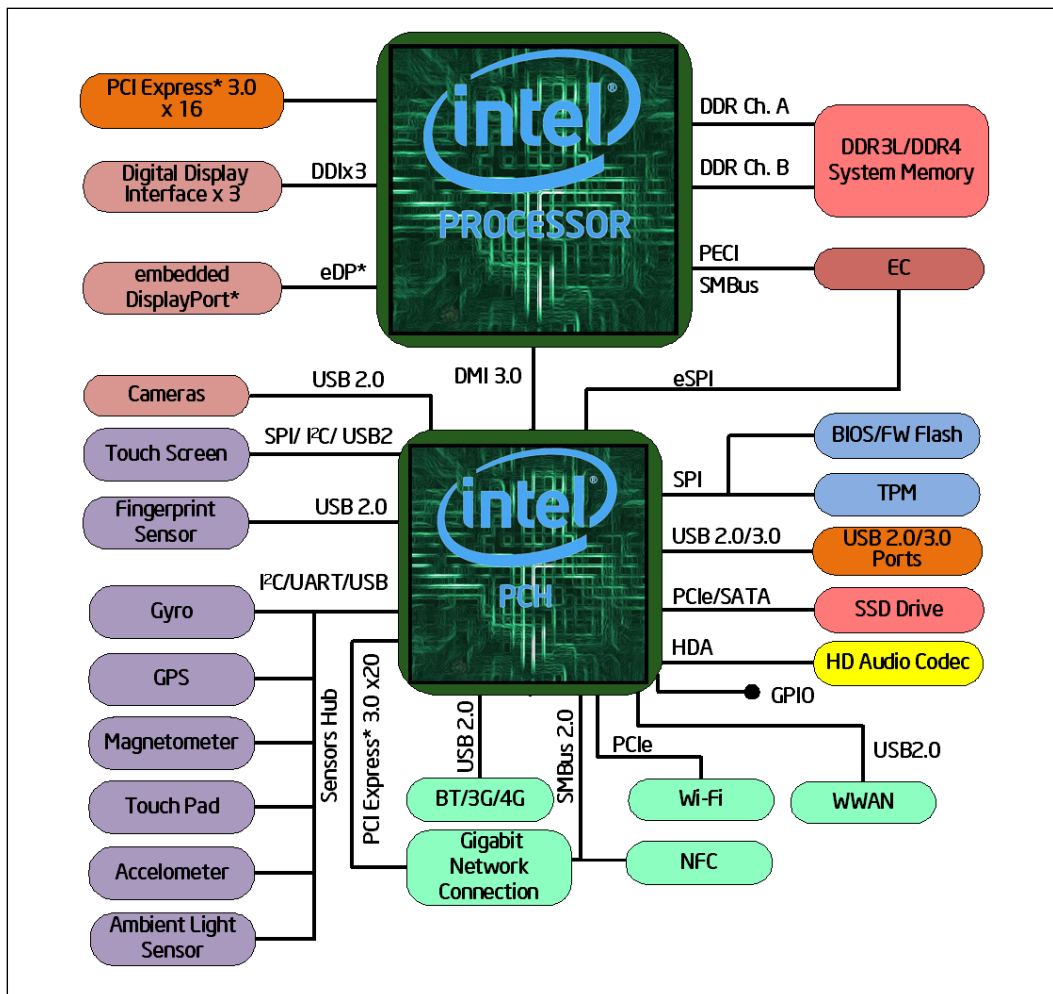 PCI Express* 3.0
x 16
Digital Display
Interface x 3
DDIx3
embedded
DisplayPort*
eDP*
intel®
PROCESSOR
DDR Ch. A
DDR Ch. B
DDR3L/DDR4
System Memory
PECI
SMBus
EC
DMI 3.0
eSPI
Cameras
USB 2.0
Touch Screen
SPI/ I²C/ USB2
Fingerprint
Sensor
USB 2.0
intel®
PCH
SPI
BIOS/FW Flash
TPM
USB 2.0/3.0
USB 2.0/3.0
Ports
PCIe/SATA
SSD Drive
HDA
HD Audio Codec
GPIO
I²C/UART/USB
Gyro
GPS
Magnetometer
Touch Pad
Accelometer
Ambient Light
Sensor
Sensors Hub
PCI Express* 3.0 x20
USB 2.0
BT/3G/4G
Gigabit
Network
Connection
SMBus 2.0
NFC
PCIe
Wi-Fi
USB2.0
WWAN